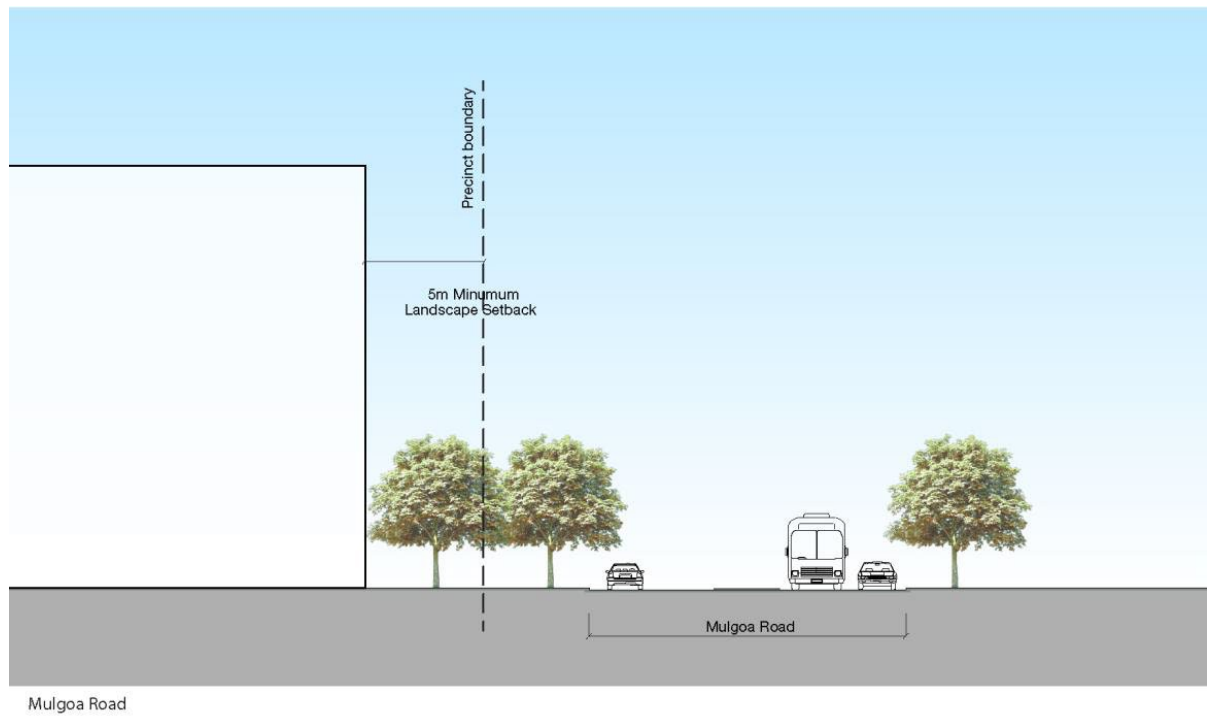 Precinct boundary
5m Minumum
Landscape Setback
Mulgoa Road
Mulgoa Road